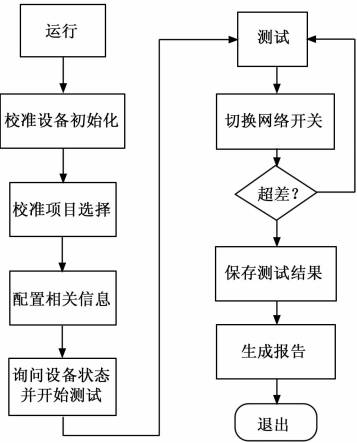 运行
校准设备初始化
校准项目选择
配置相关信息
询问设备状态
并开始测试
测试
切换网络开关
超差?
保存测试结果
生成报告
退出